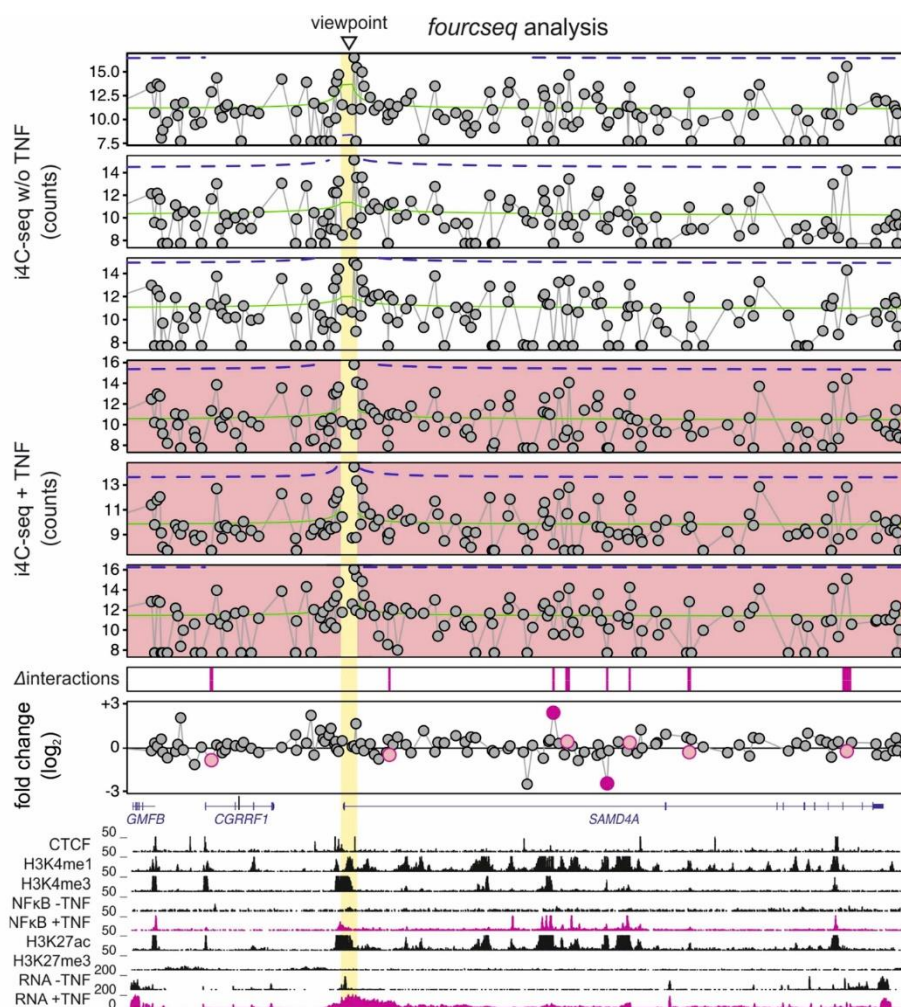 viewpoint
fourcseq analysis
i4C-seq w/o TNF
(counts)
15.0
12.5
10.0
7.5
14
12
10
8
14
12
10
8
i4C-seq + TNF
(counts)
16
14
12
10
8
13
11
9
16
14
12
10
8
Δinteractions
fold change
(log2)
+3
0
-3
GMFB CGRRF1 SAMD4A
CTCF 50
H3K4me1 50
H3K4me3 50
NFκB -TNF 50
NFκB +TNF 50
H3K27ac 50
H3K27me3 50
RNA -TNF 200
RNA +TNF 200
0